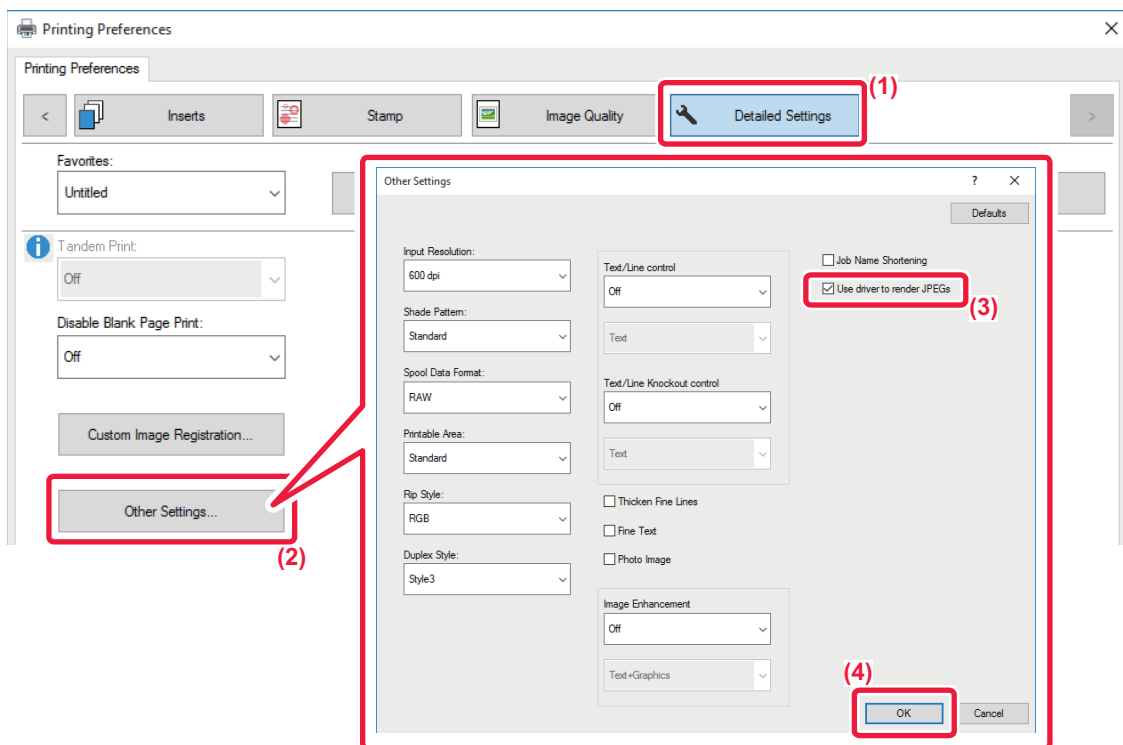 Printing Preferences
Printing Preferences
(1)
<
Inserts
Stamp
Image Quality
Detailed Settings
>
Favorites:
Untitled
Tandem Print:
Off
Disable Blank Page Print:
Off
Custom Image Registration...
Other Settings...
(2)
Other Settings
?
Defaults
Input Resolution:
600 dpi
Shade Pattern:
Standard
Spool Data Format:
RAW
Printable Area:
Standard
Rip Style:
RGB
Duplex Style:
Style3
Text/Line control
Off
Text
Text/Line Knockout control
Off
Text
Thicken Fine Lines
Fine Text
Photo Image
Image Enhancement
Off
Text+Graphics
Job Name Shortening
Use driver to render JPEGs
(3)
(4)
OK
Cancel